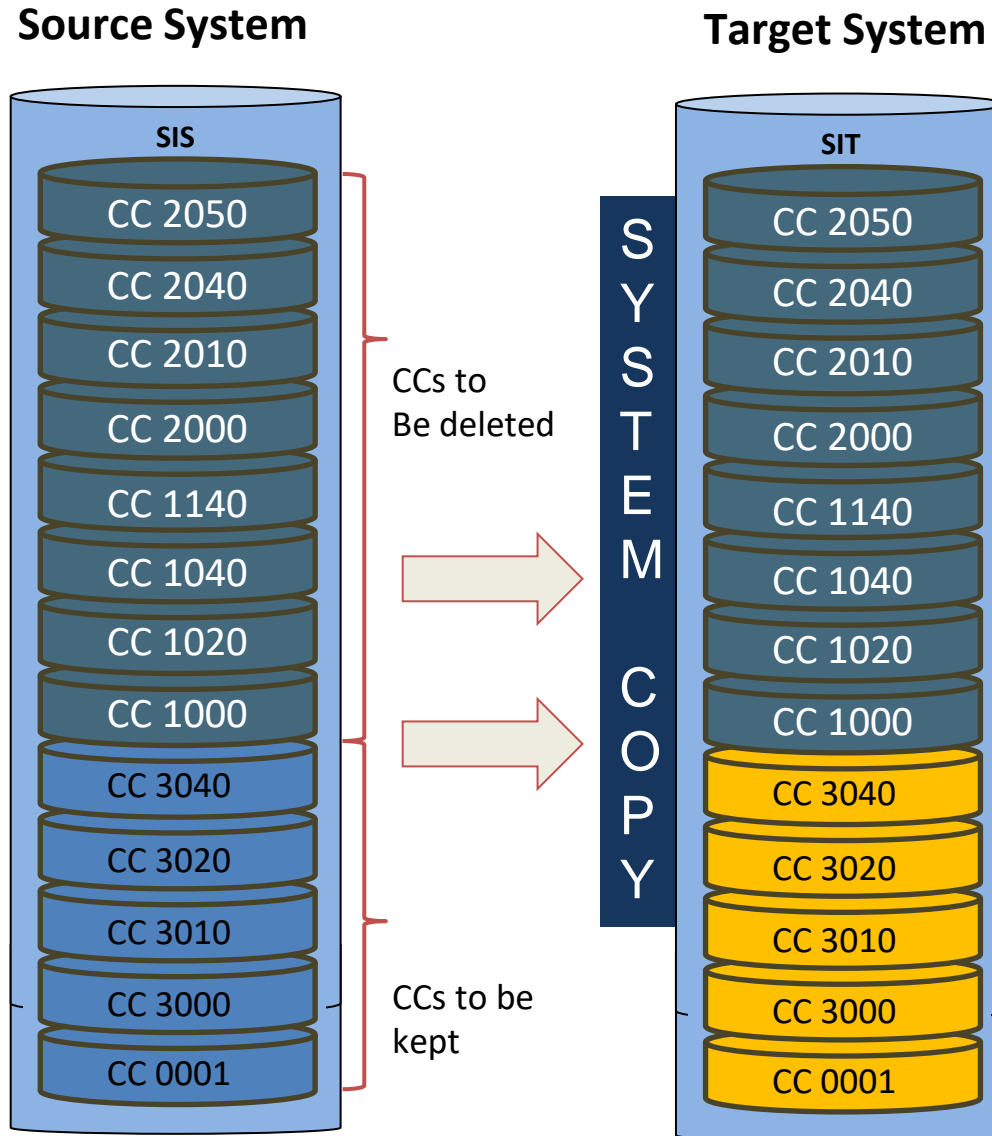 Source System
SIS
CC 2050
CC 2040
CC 2010
CC 2000
CC 1140
CC 1040
CC 1020
CC 1000
CC 3040
CC 3020
CC 3010
CC 3000
CC 0001
CCs to
Be deleted
CCs to be
kept
SYSTEM COPY
Target System
SIT
CC 2050
CC 2040
CC 2010
CC 2000
CC 1140
CC 1040
CC 1020
CC 1000
CC 3040
CC 3020
CC 3010
CC 3000
CC 0001